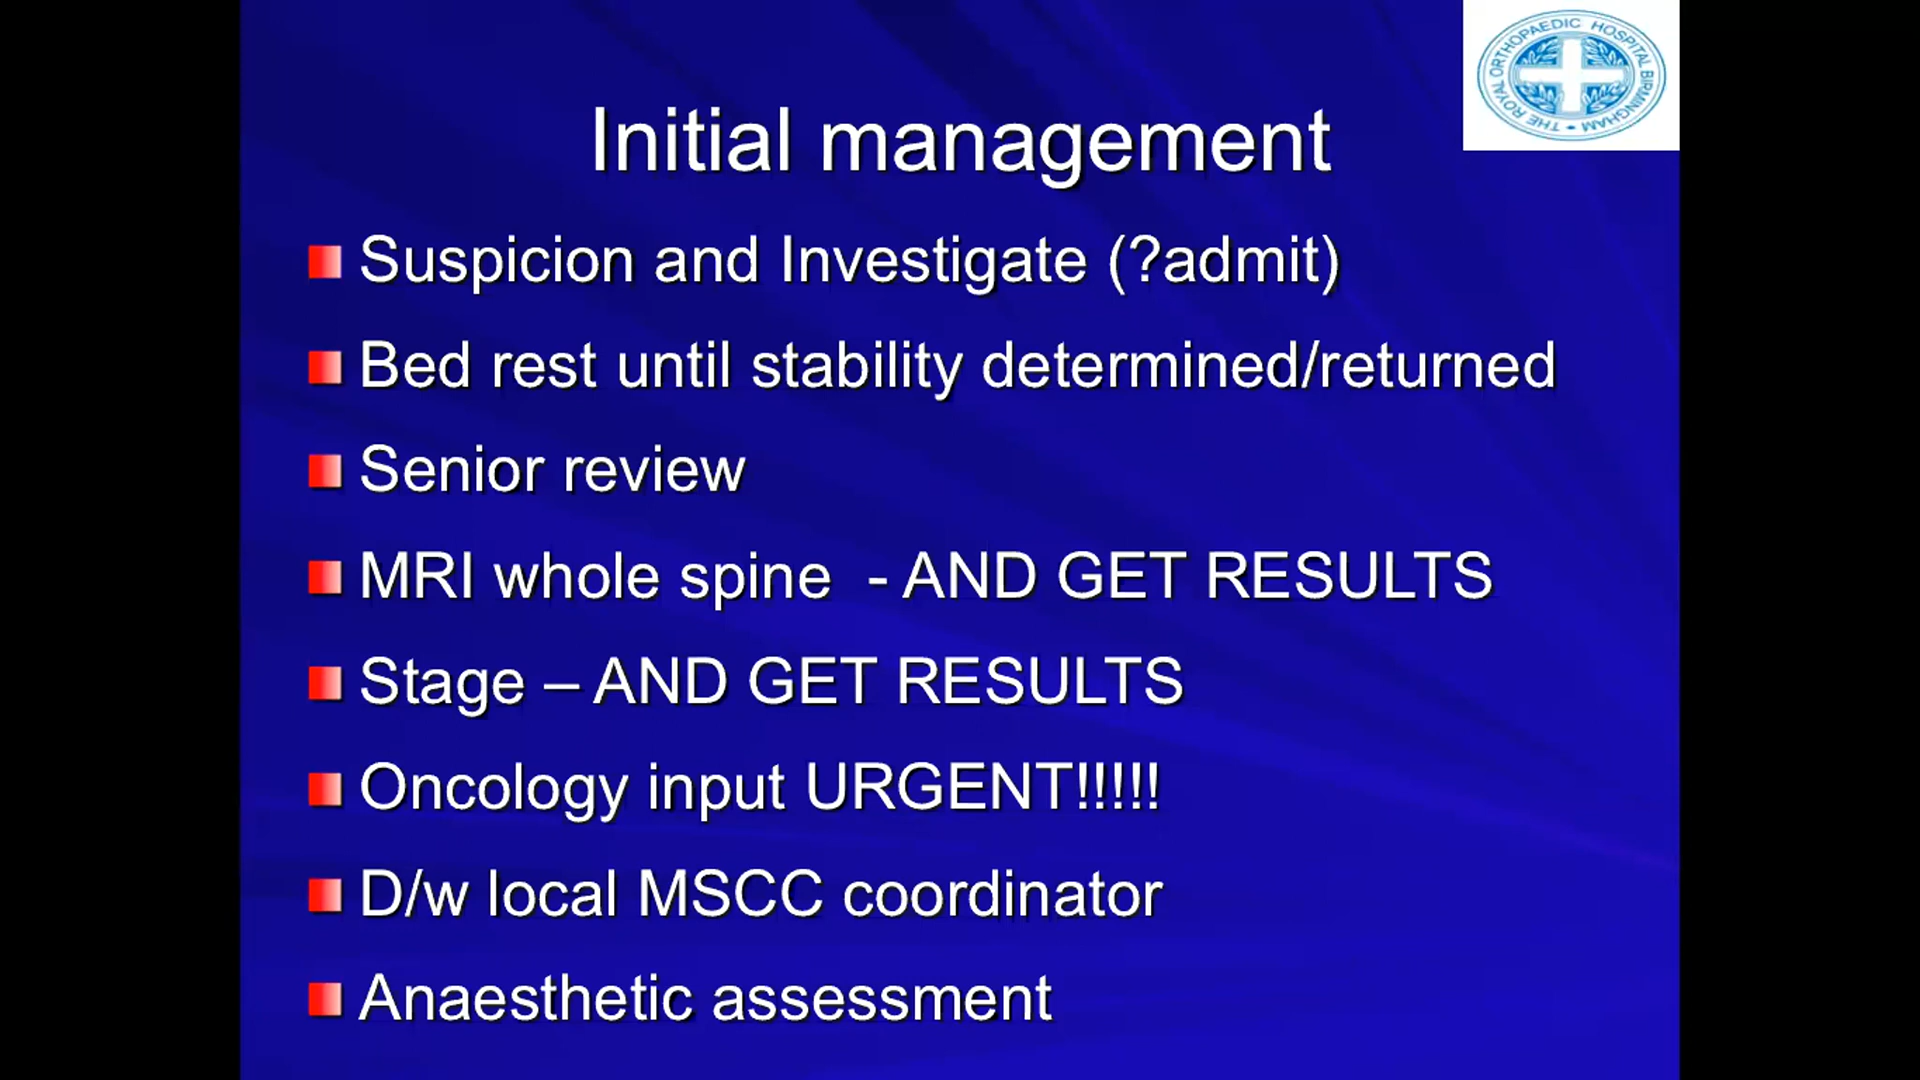 THE ROYAL ORTHOPAEDIC HOSPITAL BIRMINGHAM
Initial management
Suspicion and Investigate (?admit)
Bed rest until stability determined/returned
Senior review
MRI whole spine  - AND GET RESULTS
Stage – AND GET RESULTS
Oncology input URGENT!!!!!
D/w local MSCC coordinator
Anaesthetic assessment